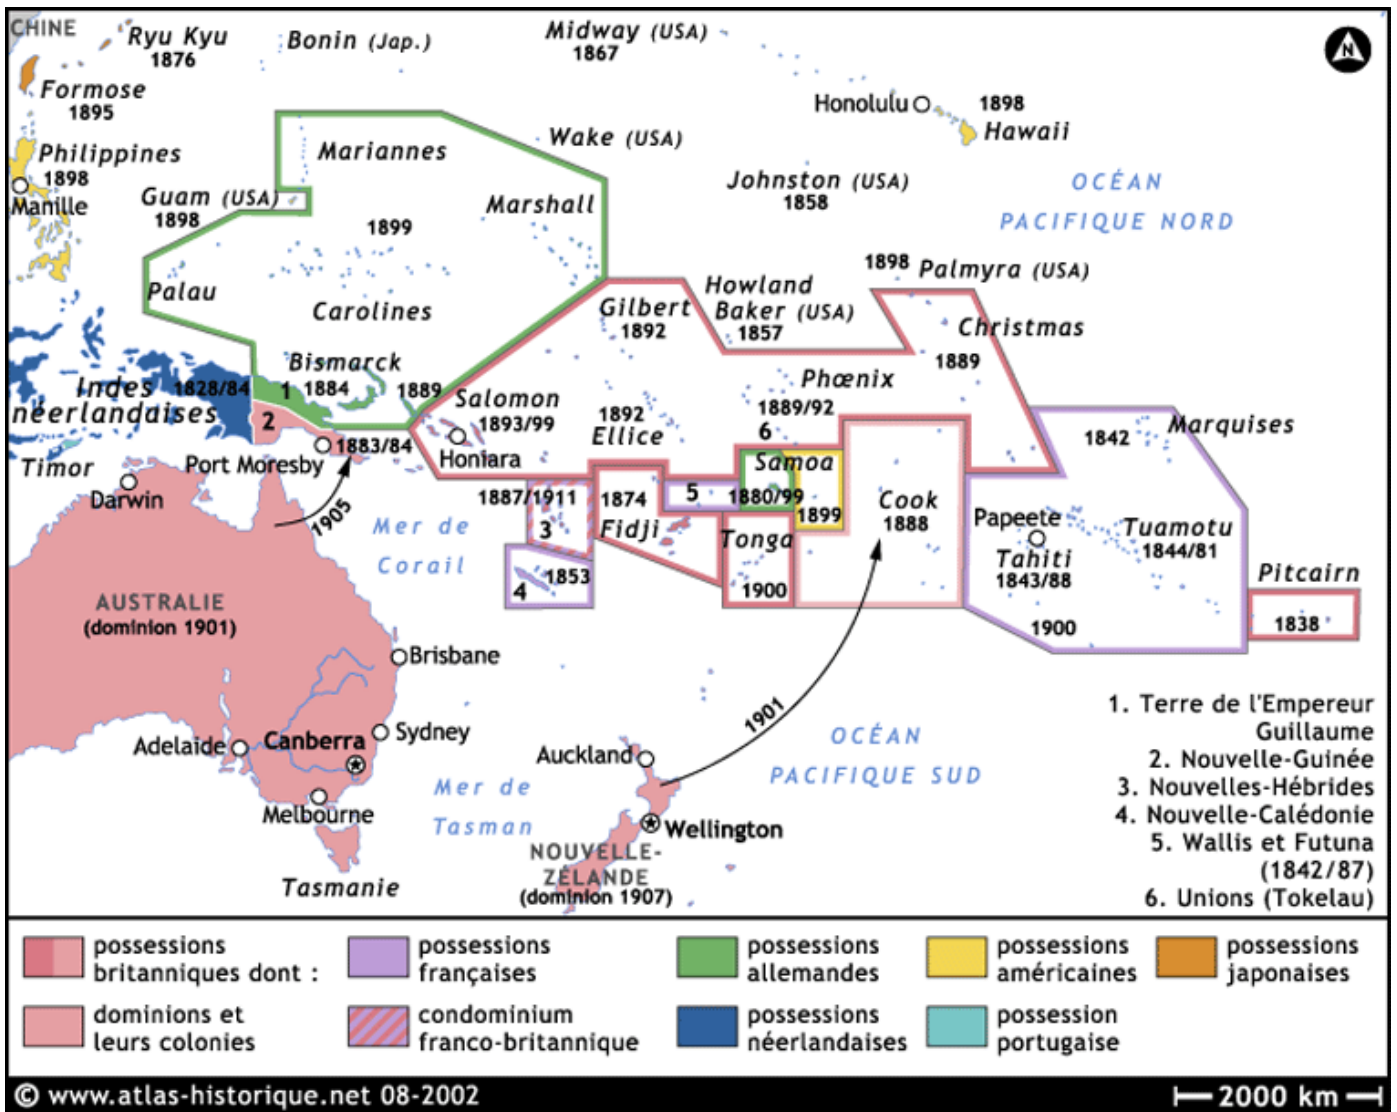 CHINE
Ryu Kyu
1876
Bonin (Jap.)
Midway (USA)
1867
N
Formose
1895
Honolulu
1898
Hawaii
Philippines
1898
Manille
Mariannes
Wake (USA)
Guam (USA)
1898
Johnston (USA)
1858
OCÉAN
PACIFIQUE NORD
Marshall
1899
Palau
Carolines
1898
Palmyra (USA)
Howland
Baker (USA)
1857
Gilbert
1892
Christmas
1889
Bismarck
1884
1889
Indes
néerlandaises
1828/84
1
2
Salomon
1893/99
Honiara
1892
Ellice
Phœnix
1889/92
6
1842
Marquises
Timor
Darwin
Port Moresby
1883/84
1905
Samoa
1880/99
1899
1887/1911
3
1874
Fidji
5
Tonga
1900
Cook
1888
Papeete
Tahiti
1843/88
Tuamotu
1844/81
1900
Pitcairn
1838
Mer de
Corail
1853
4
AUSTRALIE
(dominion 1901)
Brisbane
Sydney
Adelaide
Canberra
Melbourne
Tasmanie
Mer de
Tasman
Auckland
1901
Wellington
NOUVELLE-
ZÉLANDE
(dominion 1907)
OCÉAN
PACIFIQUE SUD
1. Terre de l'Empereur
Guillaume
2. Nouvelle-Guinée
3. Nouvelles-Hébrides
4. Nouvelle-Calédonie
5. Wallis et Futuna
(1842/87)
6. Unions (Tokelau)
possessions
britanniques dont :
possessions
françaises
possessions
allemandes
possessions
américaines
possessions
japonaises
dominions et
leurs colonies
condominium
franco-britannique
possessions
néerlandaises
possession
portugaise
© www.atlas-historique.net 08-2002
2000 km